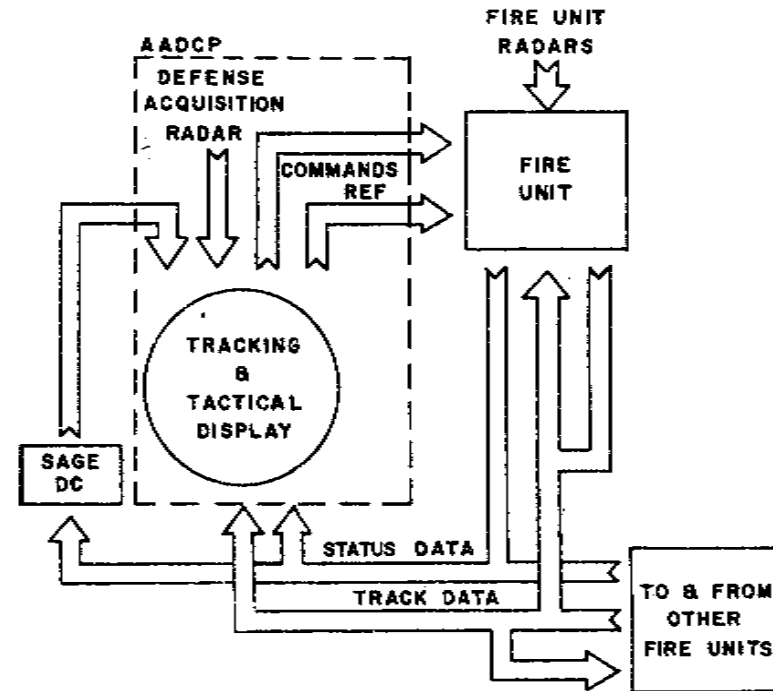 AADCP
DEFENSE
ACQUISITION
RADAR
FIRE UNIT
RADARS
COMMANDS
REF
FIRE
UNIT
TRACKING
&
TACTICAL
DISPLAY
SAGE
DC
STATUS DATA
TRACK DATA
TO & FROM
OTHER
FIRE UNITS